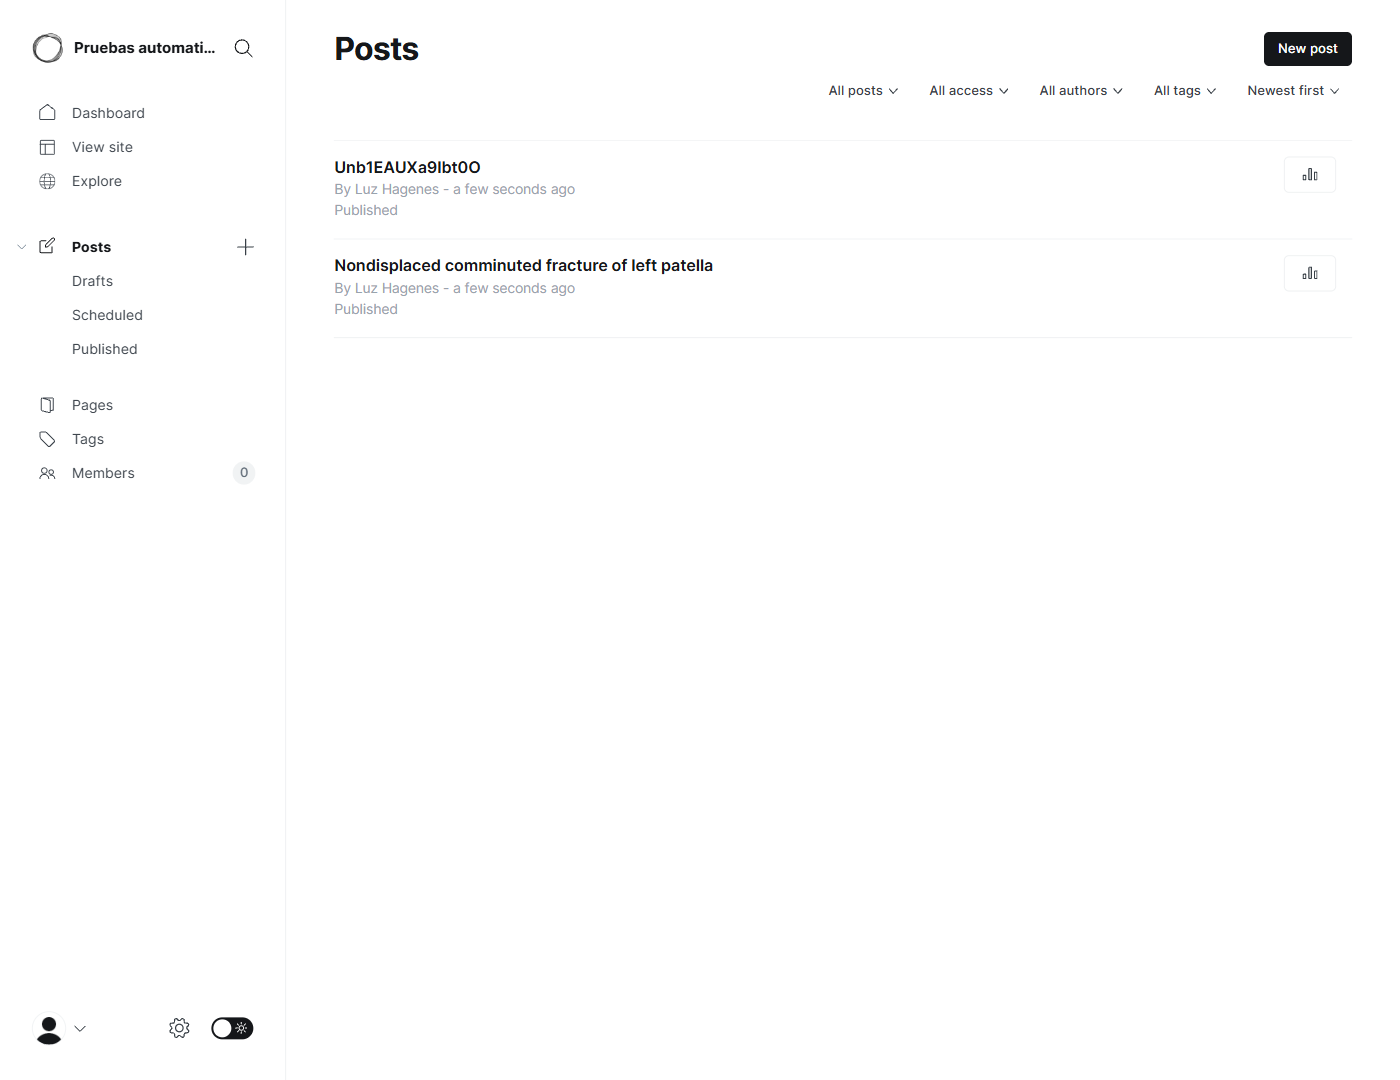 Pruebas automati...
Dashboard
View site
Explore
Posts
Drafts
Scheduled
Published
Pages
Tags
Members 0
Posts
New post
All posts All access All authors All tags Newest first
Unb1EAUXa9Ibt0O
By Luz Hagenes - a few seconds ago
Published
Nondisplaced comminuted fracture of left patella
By Luz Hagenes - a few seconds ago
Published